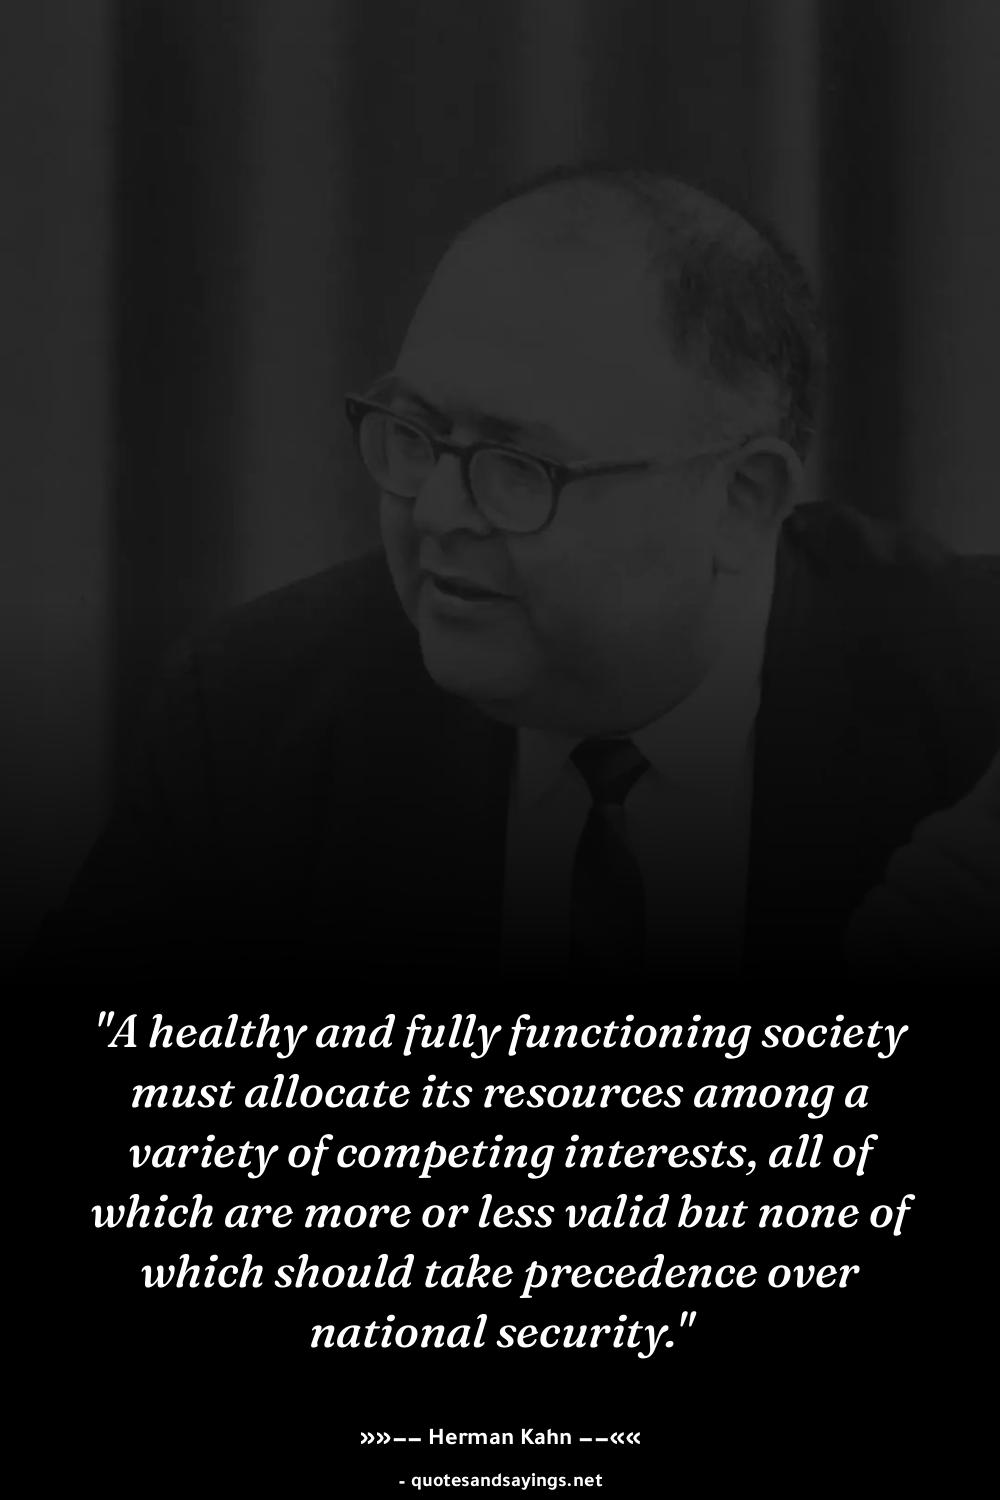 "A healthy and fully functioning society
must allocate its resources among a
variety of competing interests, all of
which are more or less valid but none of
which should take precedence over
national security."
»»−− Herman Kahn −−««
- quotesandsayings.net